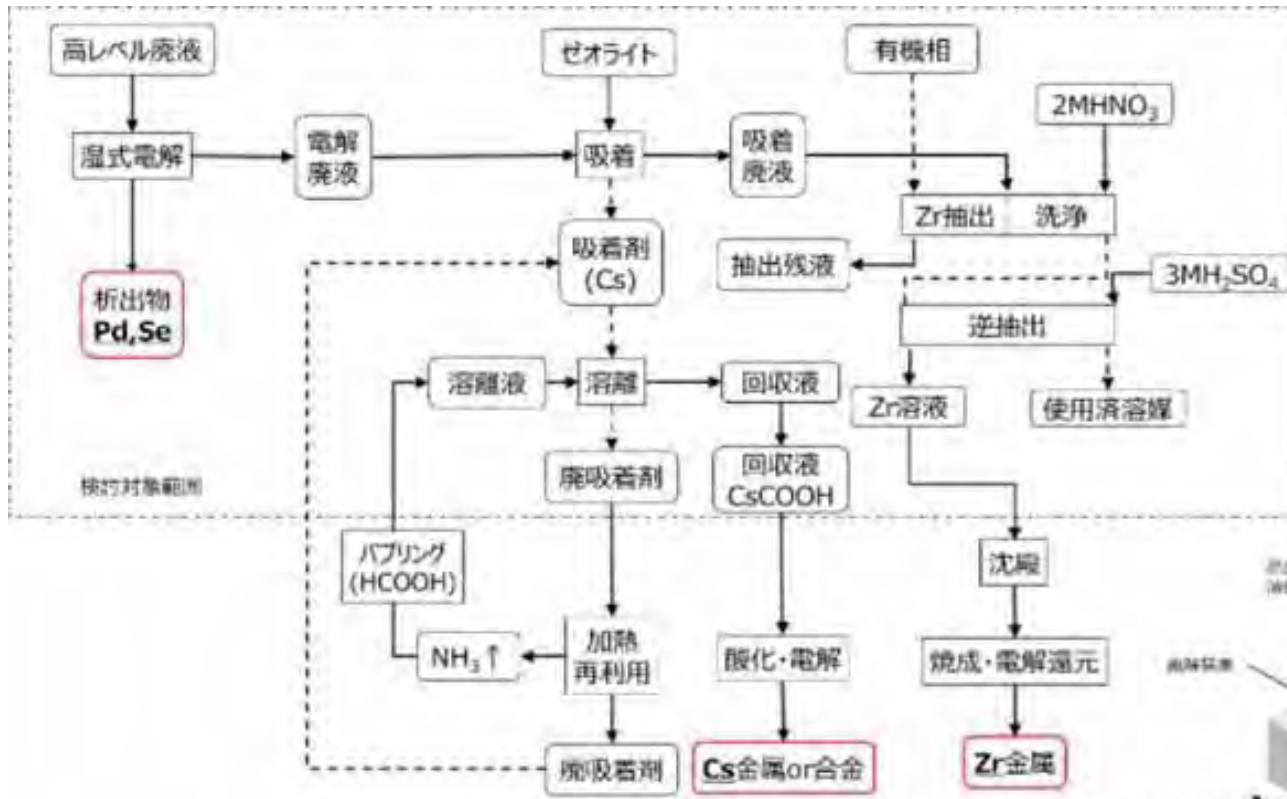 高レベル廃液
ゼオライト
有機相
2MHNO₃
湿式電解
電解
廃液
吸着
吸着
廃液
Zr抽出
洗浄
析出物
Pd,Se
吸着剤
(Cs)
抽出残液
3MH₂SO₄
逆抽出
溶離液
溶離
回収液
Zr溶液
使用済溶媒
廃吸着剤
回収液
CsCOOH
検討対象範囲
バブリング
(HCOOH)
沈殿
NH₃↑
加熱
再利用
酸化・電解
焼成・電解還元
廃吸着剤
Cs金属or合金
Zr金属